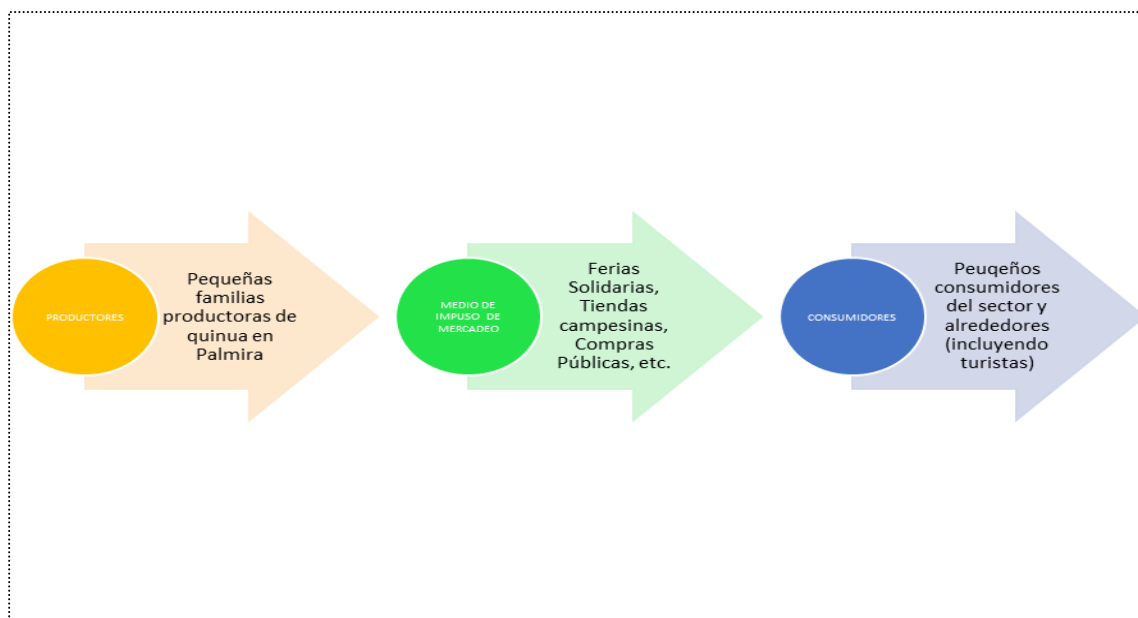 PRODUCTORES
Pequeñas
familias
productoras de
quinua en
Palmira
MEDIO DE
IMPUSO DE
MERCADEO
Ferias
Solidarias,
Tiendas
campesinas,
Compras
Públicas, etc.
CONSUMIDORES
Peuqeños
consumidores
del sector y
alrededores
(incluyendo
turistas)